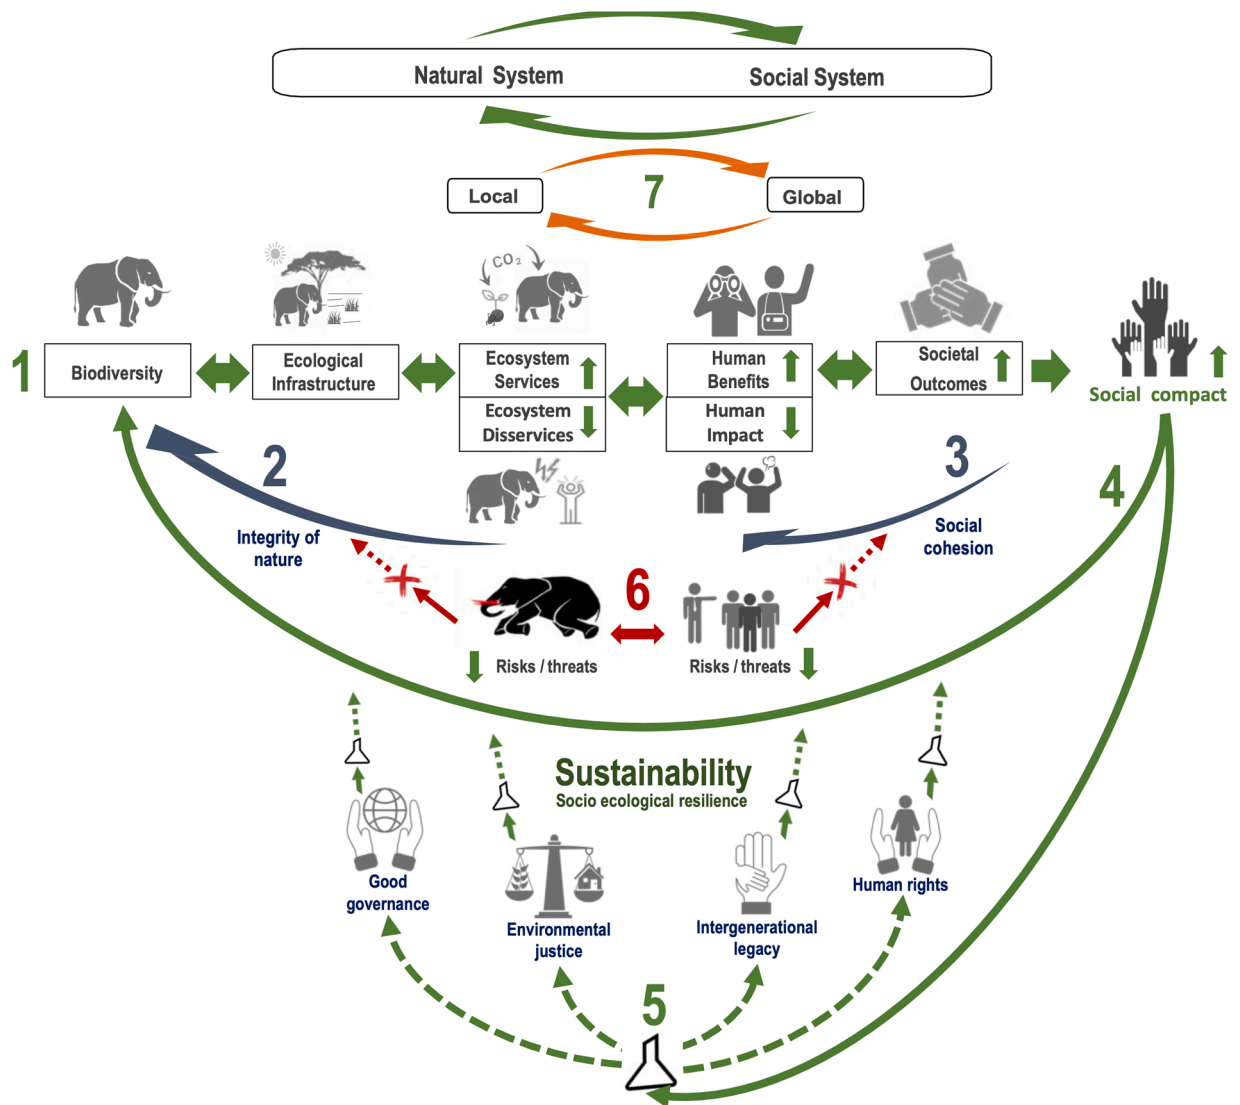 Natural System
Social System
Local
7
Global
CO2
1
Biodiversity
Ecological
Infrastructure
Ecosystem
Services
Ecosystem
Disservices
Human
Benefits
Human
Impact
Societal
Outcomes
Social compact
2
Integrity of
nature
3
Social
cohesion
4
6
Risks / threats
Risks / threats
Sustainability
Socio ecological resilience
Good
governance
Environmental
justice
Intergenerational
legacy
Human rights
5